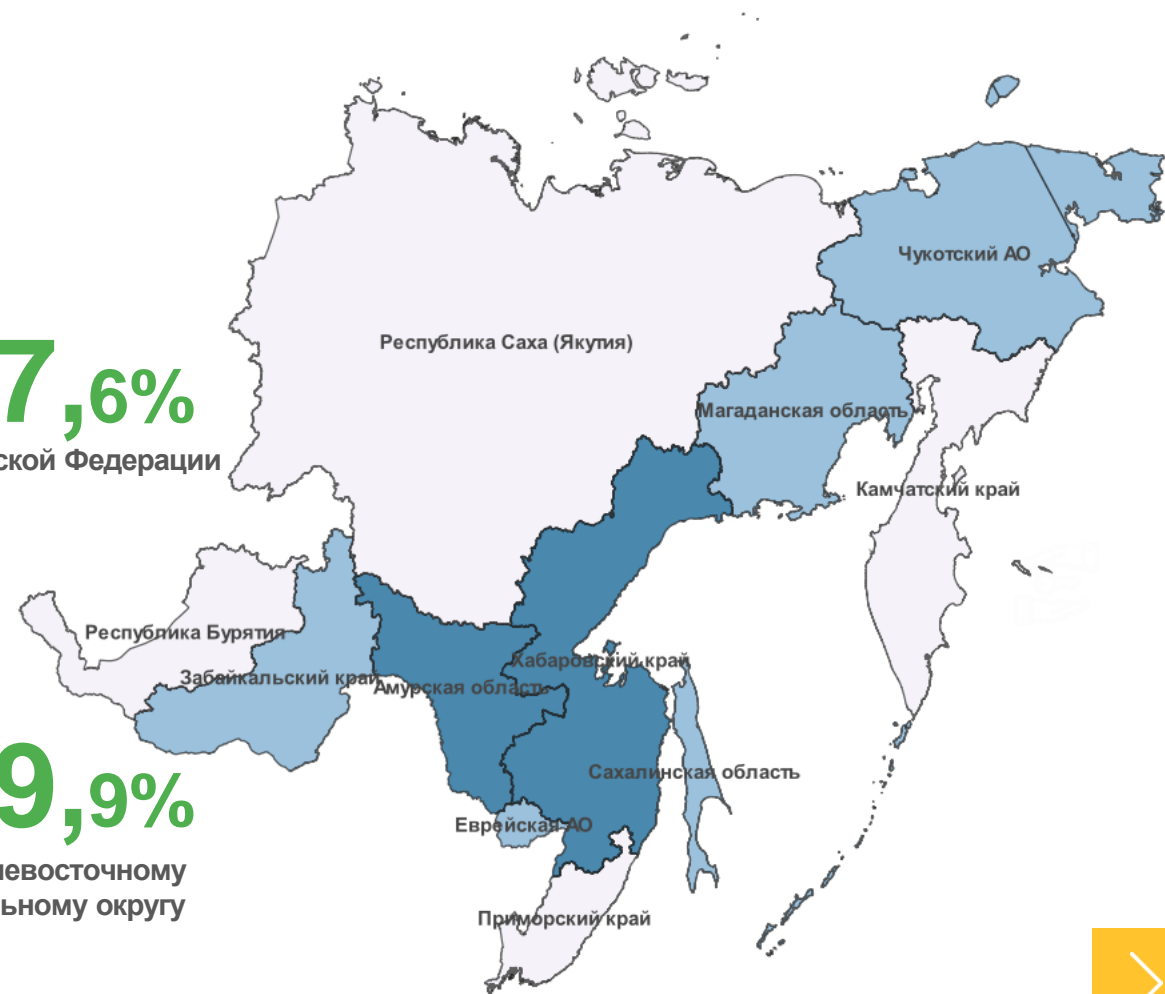 Чукотский АО
Республика Саха (Якутия)
7,6%
Магаданская область
ской Федерации
Камчатский край
Республика Бурятия
Хабаровский край
Забайкальский край
Амурская область
9,9%
Сахалинская область
Еврейская АО
невосточному
льному округу
Приморский край